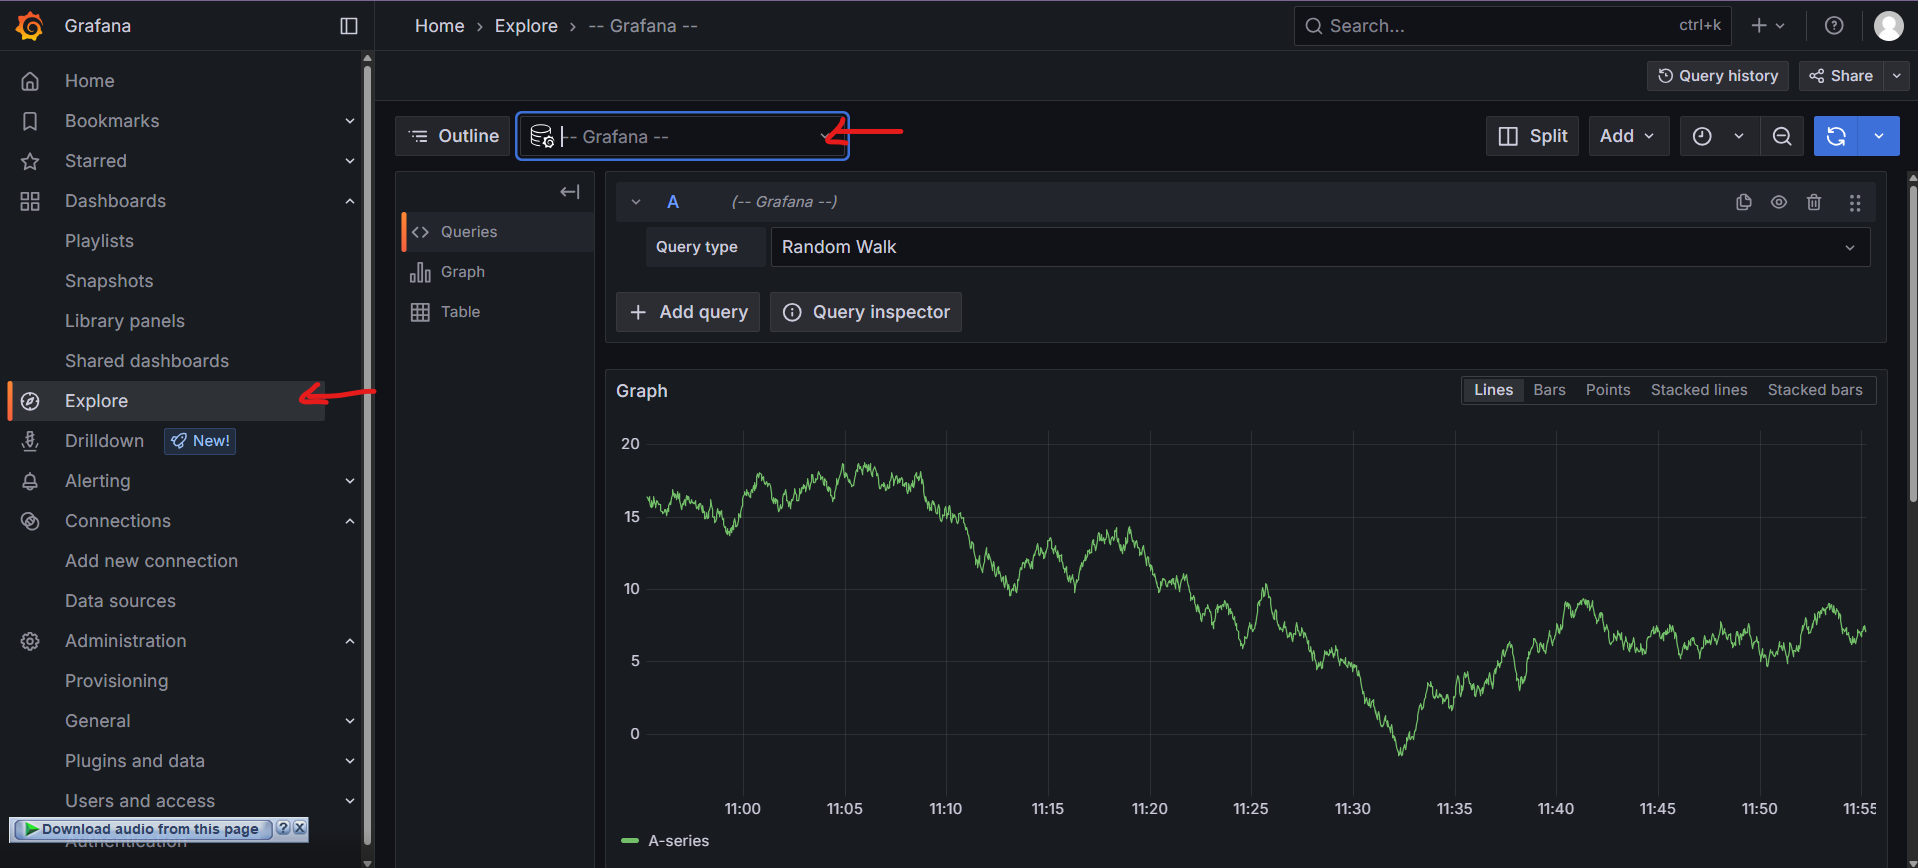 Grafana
Home › Explore › -- Grafana --
Search...
ctrl+k
Query history
Share
Home
Bookmarks
Starred
Dashboards
Playlists
Snapshots
Library panels
Shared dashboards
Explore
Drilldown
New!
Alerting
Connections
Add new connection
Data sources
Administration
Provisioning
General
Plugins and data
Users and access
Authentication
Download audio from this page
? X
Outline
-- Grafana --
Split
Add
Queries
Graph
Table
A
(-- Grafana --)
Query type
Random Walk
+ Add query
Query inspector
Graph
Lines Bars Points Stacked lines Stacked bars
20
15
10
5
0
11:00 11:05 11:10 11:15 11:20 11:25 11:30 11:35 11:40 11:45 11:50 11:55
A-series